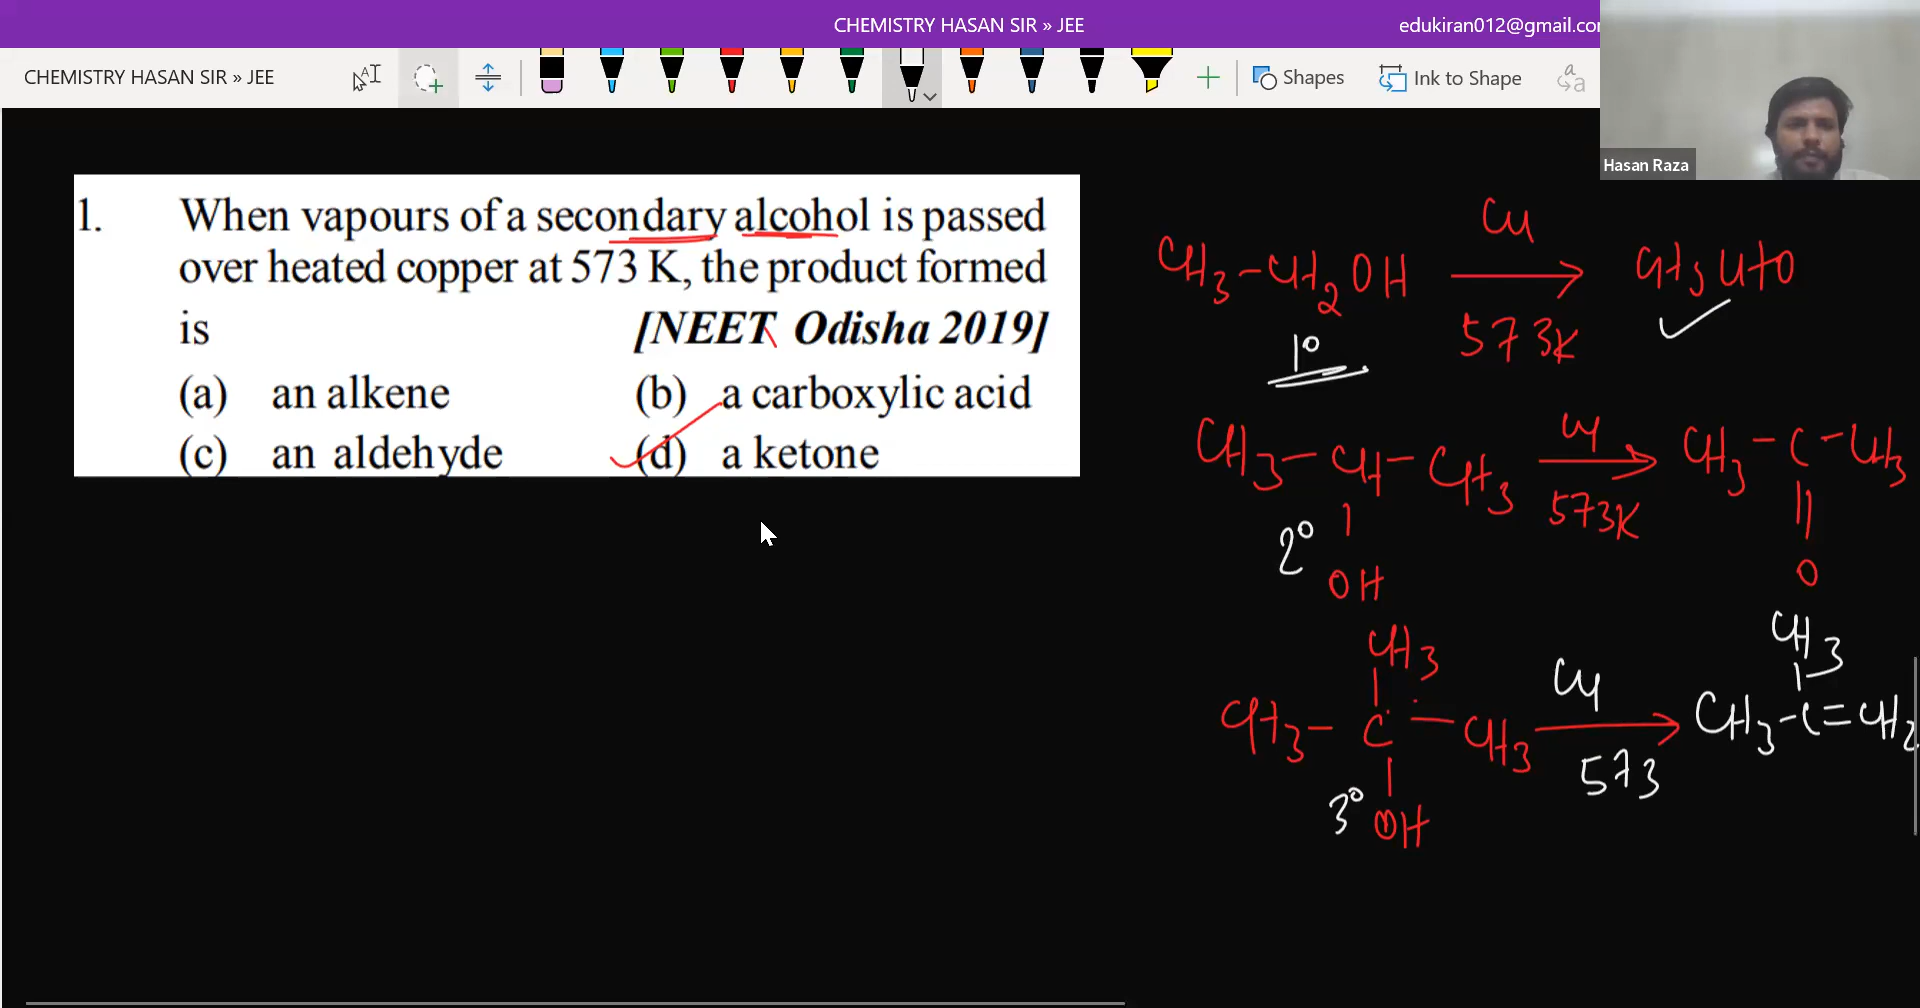 CHEMISTRY HASAN SIR » JEE
edukiran012@gmail.co
CHEMISTRY HASAN SIR » JEE
Shapes
Ink to Shape
Hasan Raza
1. When vapours of a secondary alcohol is passed
over heated copper at 573 K, the product formed
is [NEET Odisha 2019]
(a) an alkene (b) a carboxylic acid
(c) an aldehyde (d) a ketone
CH3-CH2OH Cu 573K CH3CHO
1°
CH3-CH-CH3 Cu 573K CH3-C-CH3
OH O
2°
CH3 CH3
CH3-C-CH3 Cu 573 CH3-C=CH2
3° OH